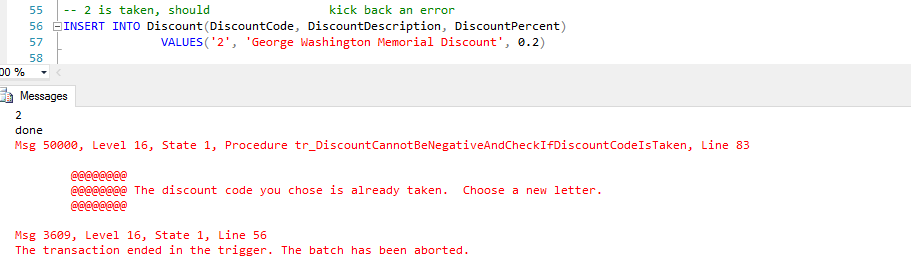 55 -- 2 is taken, should                kick back an error
56 INSERT INTO Discount(DiscountCode, DiscountDescription, DiscountPercent)
57              VALUES('2', 'George Washington Memorial Discount', 0.2)
58
00 %
Messages
2
done
Msg 50000, Level 16, State 1, Procedure tr_DiscountCannotBeNegativeAndCheckIfDiscountCodeIsTaken, Line 83
@@@@@@@@
@@@@@@@@ The discount code you chose is already taken.  Choose a new letter.
@@@@@@@@
Msg 3609, Level 16, State 1, Line 56
The transaction ended in the trigger. The batch has been aborted.